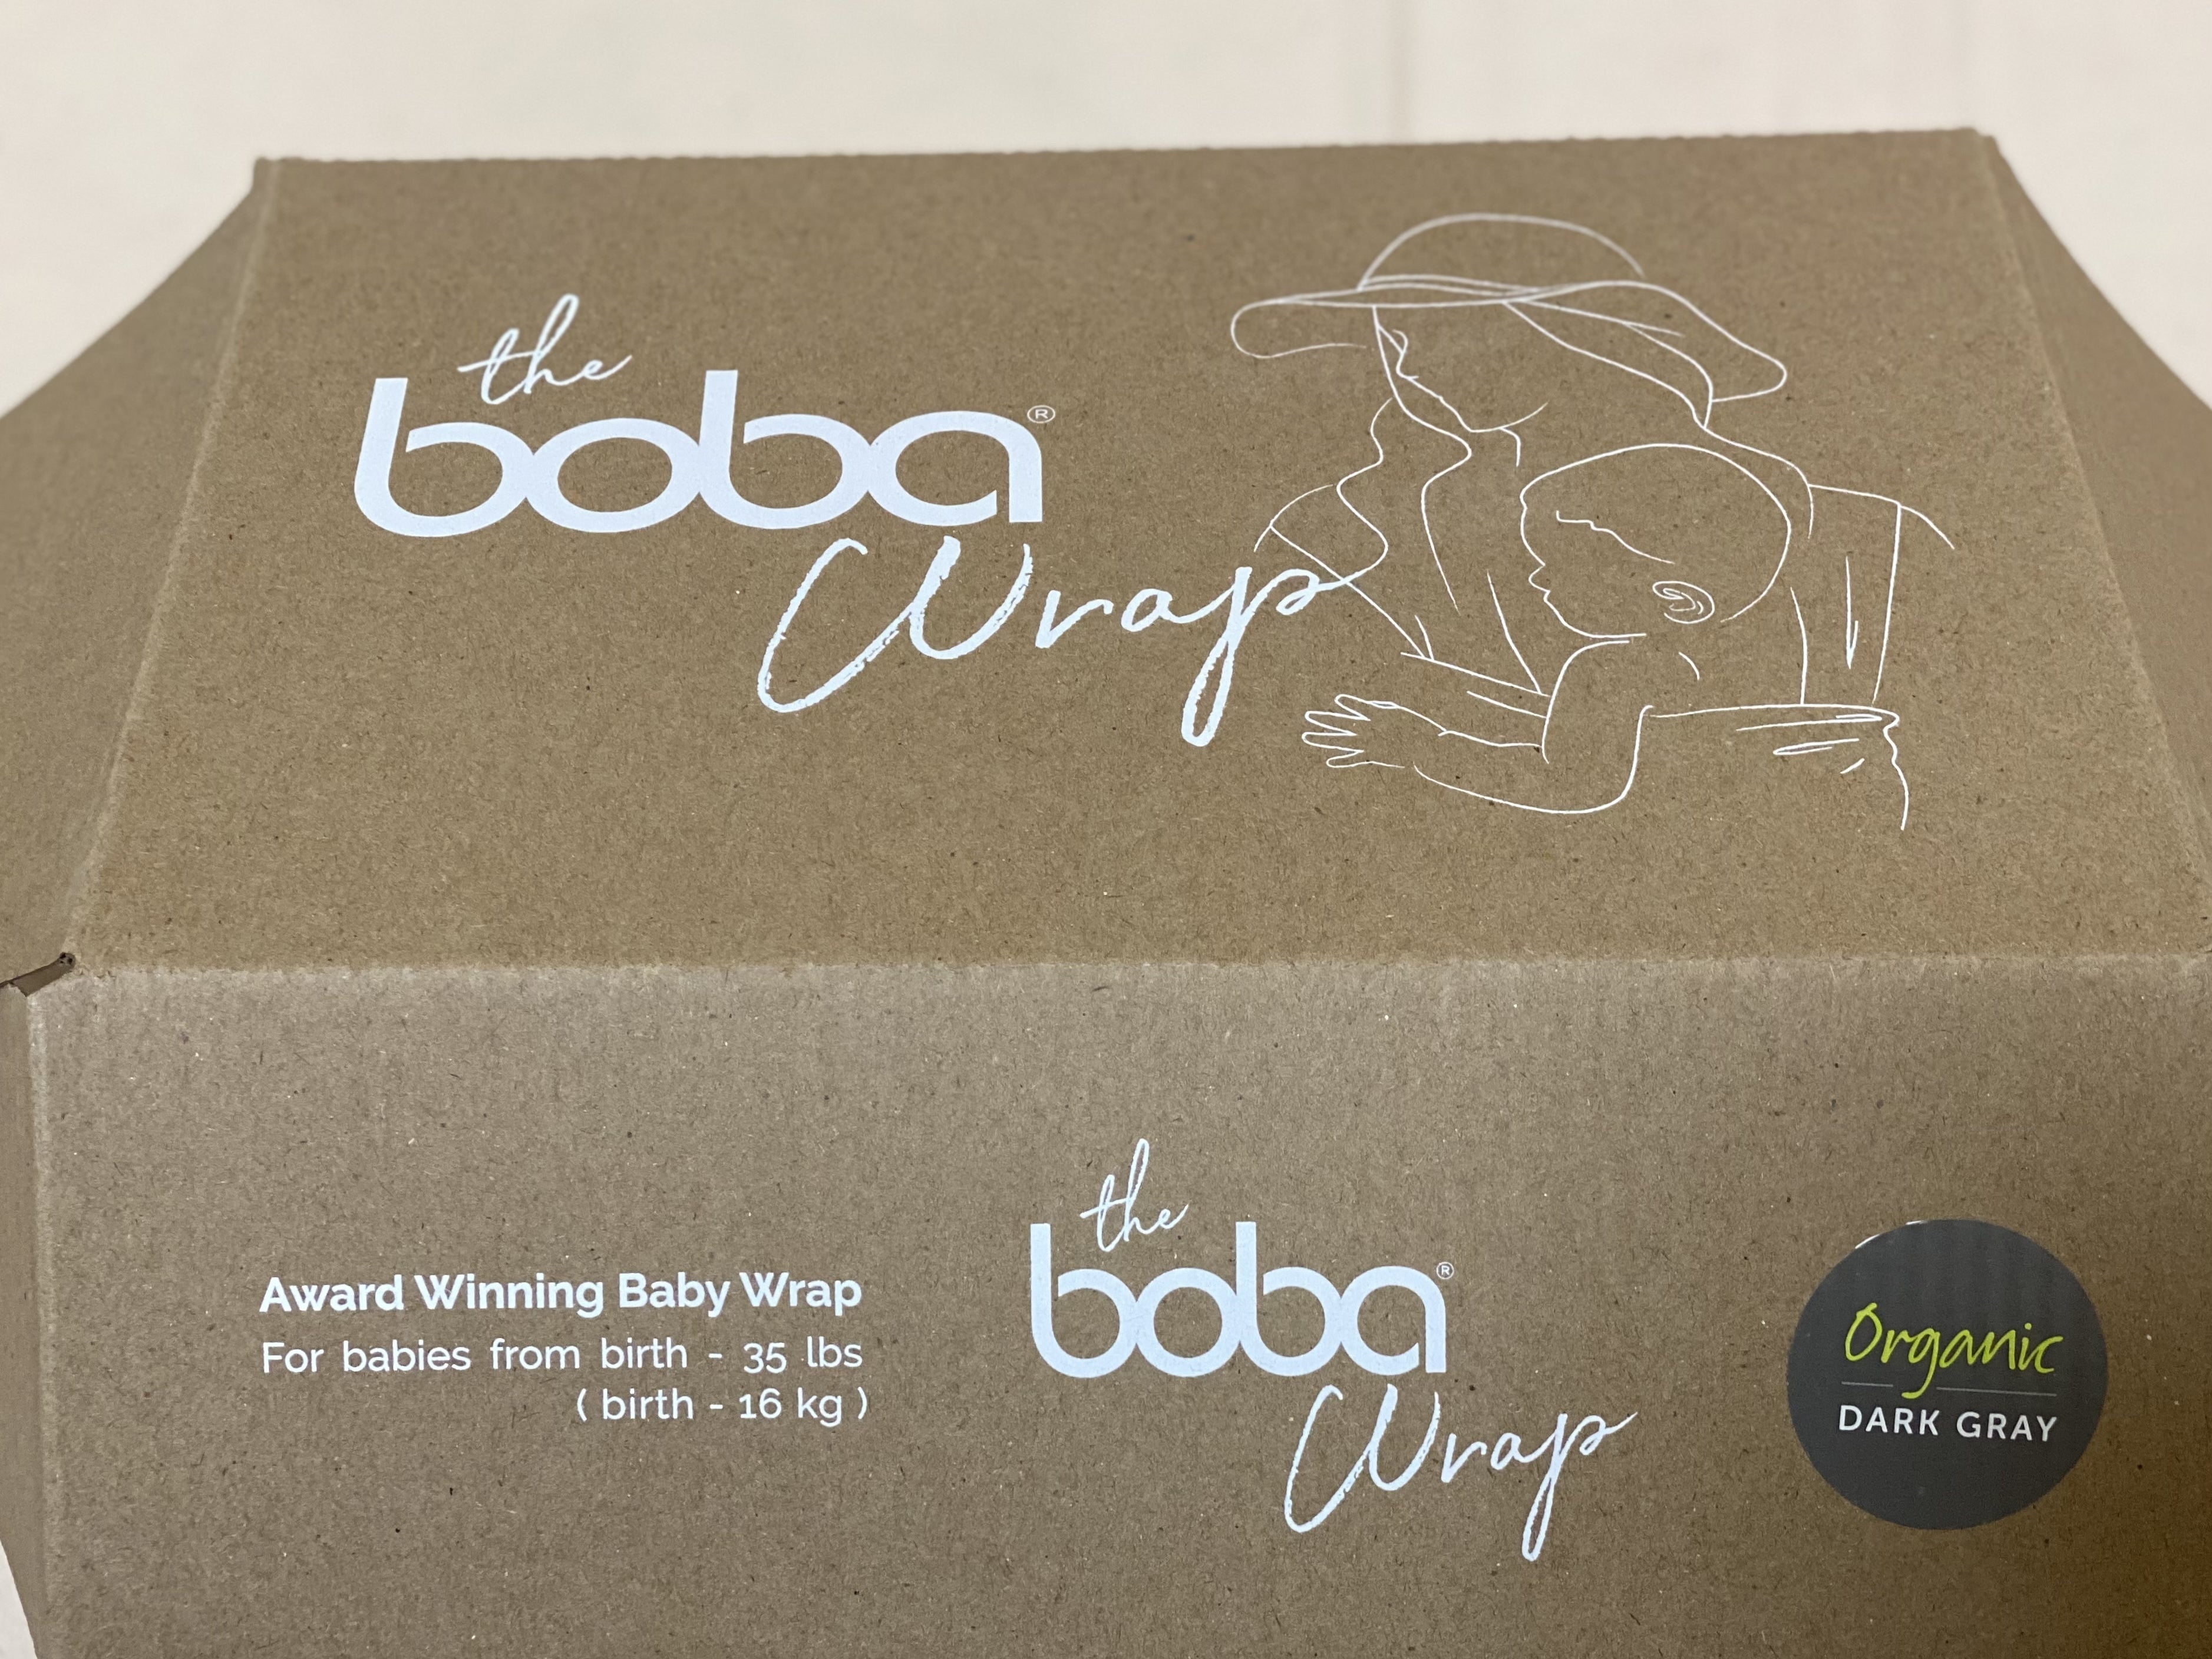 the
boba®
Wrap
Award Winning Baby Wrap
For babies from birth - 35 lbs
( birth - 16 kg )
the
boba®
Wrap
Organic
DARK GRAY